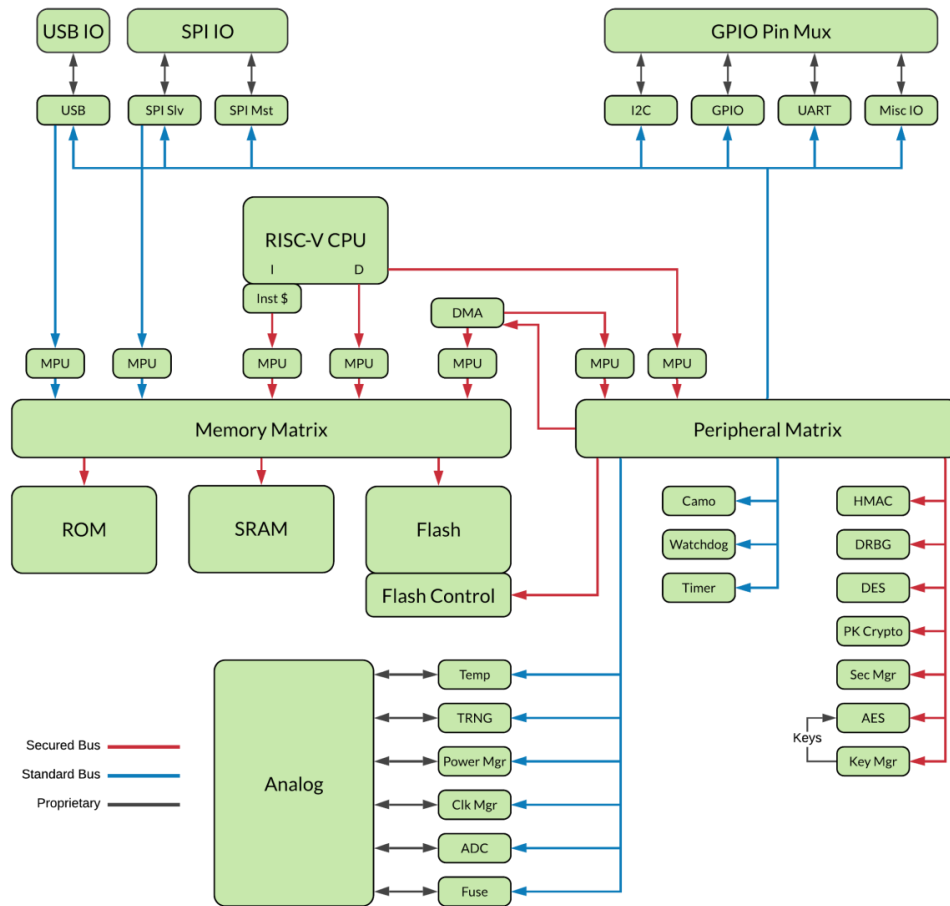 USB IO
SPI IO
GPIO Pin Mux
USB
SPI Slv
SPI Mst
I2C
GPIO
UART
Misc IO
RISC-V CPU
I
D
Inst $
DMA
MPU
MPU
MPU
MPU
MPU
MPU
MPU
Memory Matrix
Peripheral Matrix
ROM
SRAM
Flash
Flash Control
Camo
Watchdog
Timer
HMAC
DRBG
DES
PK Crypto
Sec Mgr
AES
Keys
Key Mgr
Analog
Temp
TRNG
Power Mgr
Clk Mgr
ADC
Fuse
Secured Bus
Standard Bus
Proprietary